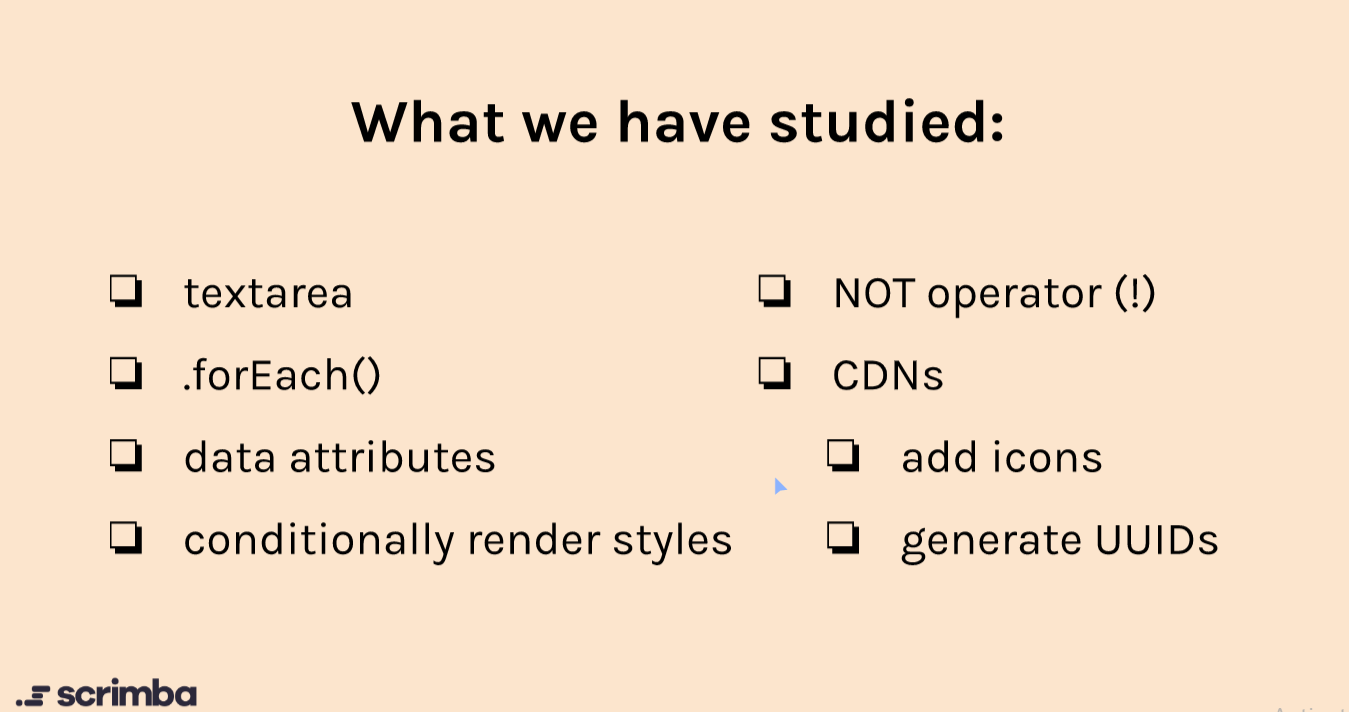 What we have studied:
textarea
.forEach()
data attributes
conditionally render styles
NOT operator (!)
CDNs
add icons
generate UUIDs
scrimba